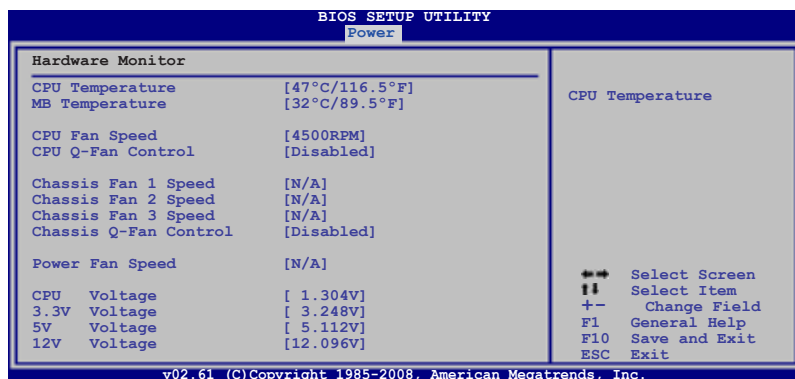 BIOS SETUP UTILITY
Power
Hardware Monitor
CPU Temperature [47°C/116.5°F]
MB Temperature [32°C/89.5°F]
CPU Fan Speed [4500RPM]
CPU Q-Fan Control [Disabled]
Chassis Fan 1 Speed [N/A]
Chassis Fan 2 Speed [N/A]
Chassis Fan 3 Speed [N/A]
Chassis Q-Fan Control [Disabled]
Power Fan Speed [N/A]
CPU Voltage [ 1.304V]
3.3V Voltage [ 3.248V]
5V Voltage [ 5.112V]
12V Voltage [12.096V]
CPU Temperature
←→ Select Screen
↑↓ Select Item
+- Change Field
F1 General Help
F10 Save and Exit
ESC Exit
v02.61 (C)Copyright 1985-2008, American Megatrends, Inc.